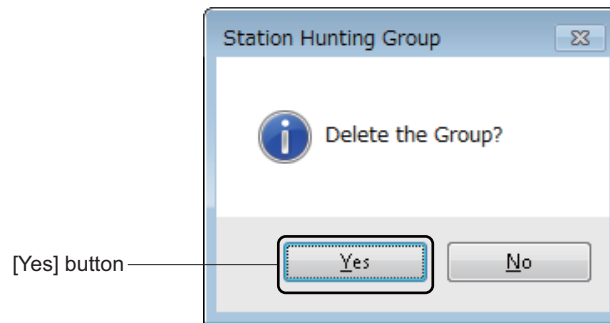 Station Hunting Group
Delete the Group?
[Yes] button
Yes
No